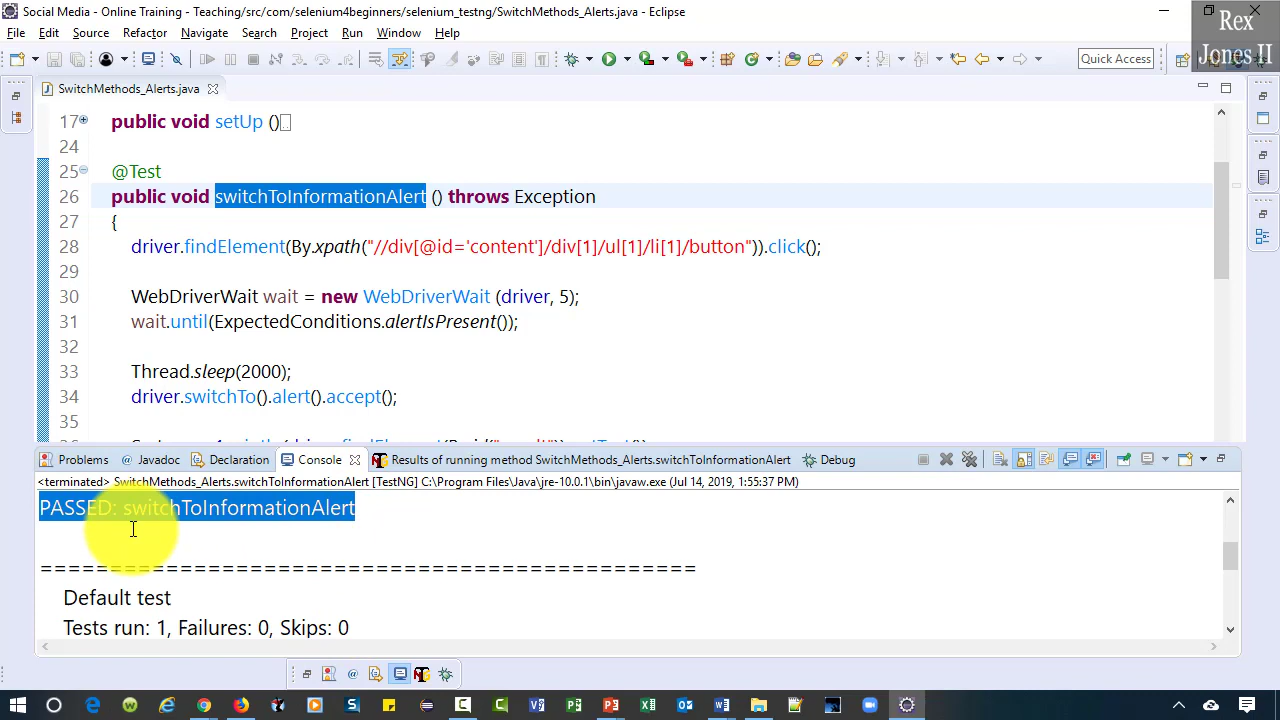 Social Media - Online Training - Teaching/src/com/selenium4beginners/selenium_testng/SwitchMethods_Alerts.java - Eclipse
Rex
Jones II
File Edit Source Refactor Navigate Search Project Run Window Help
Quick Access
SwitchMethods_Alerts.java
17 public void setUp ()
24
25 @Test
26 public void switchToInformationAlert () throws Exception
27 {
28 driver.findElement(By.xpath("//div[@id='content']/div[1]/ul[1]/li[1]/button")).click();
29
30 WebDriverWait wait = new WebDriverWait (driver, 5);
31 wait.until(ExpectedConditions.alertIsPresent());
32
33 Thread.sleep(2000);
34 driver.switchTo().alert().accept();
35
Problems @ Javadoc Declaration Console Results of running method SwitchMethods_Alerts.switchToInformationAlert Debug
<terminated> SwitchMethods_Alerts.switchToInformationAlert [TestNG] C:\Program Files\Java\jre-10.0.1\bin\javaw.exe (Jul 14, 2019, 1:55:37 PM)
PASSED: switchToInformationAlert
===============================================
Default test
Tests run: 1, Failures: 0, Skips: 0